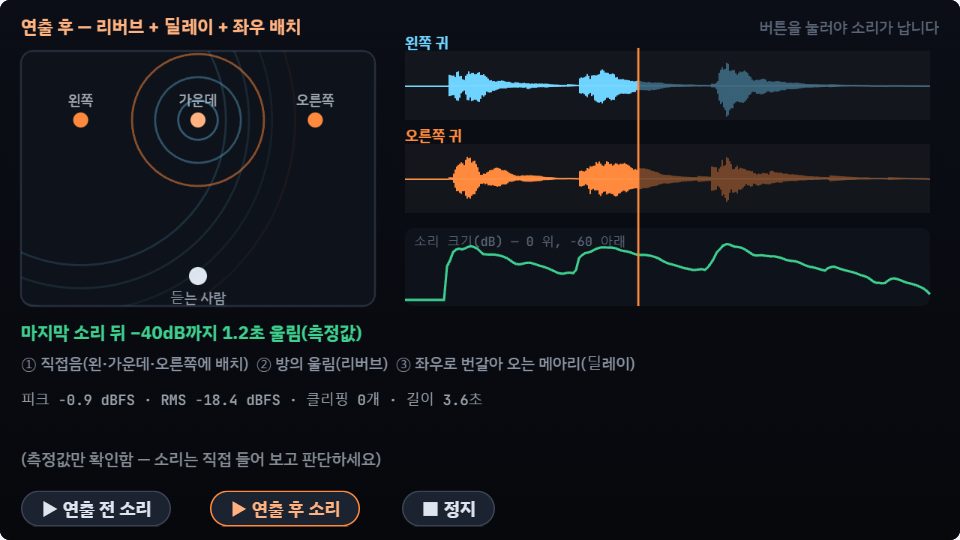 연출 후 — 리버브 + 딜레이 + 좌우 배치
버튼을 눌러야 소리가 납니다
왼쪽 귀
왼쪽
가운데
오른쪽
오른쪽 귀
소리 크기(dB) — 0 위, -60 아래
듣는 사람
마지막 소리 뒤 −40dB까지 1.2초 울림(측정값)
① 직접음(왼·가운데·오른쪽에 배치) ② 방의 울림(리버브) ③ 좌우로 번갈아 오는 메아리(딜레이)
피크 -0.9 dBFS · RMS -18.4 dBFS · 클리핑 0개 · 길이 3.6초
(측정값만 확인함 — 소리는 직접 들어 보고 판단하세요)
▶ 연출 전 소리
▶ 연출 후 소리
■ 정지